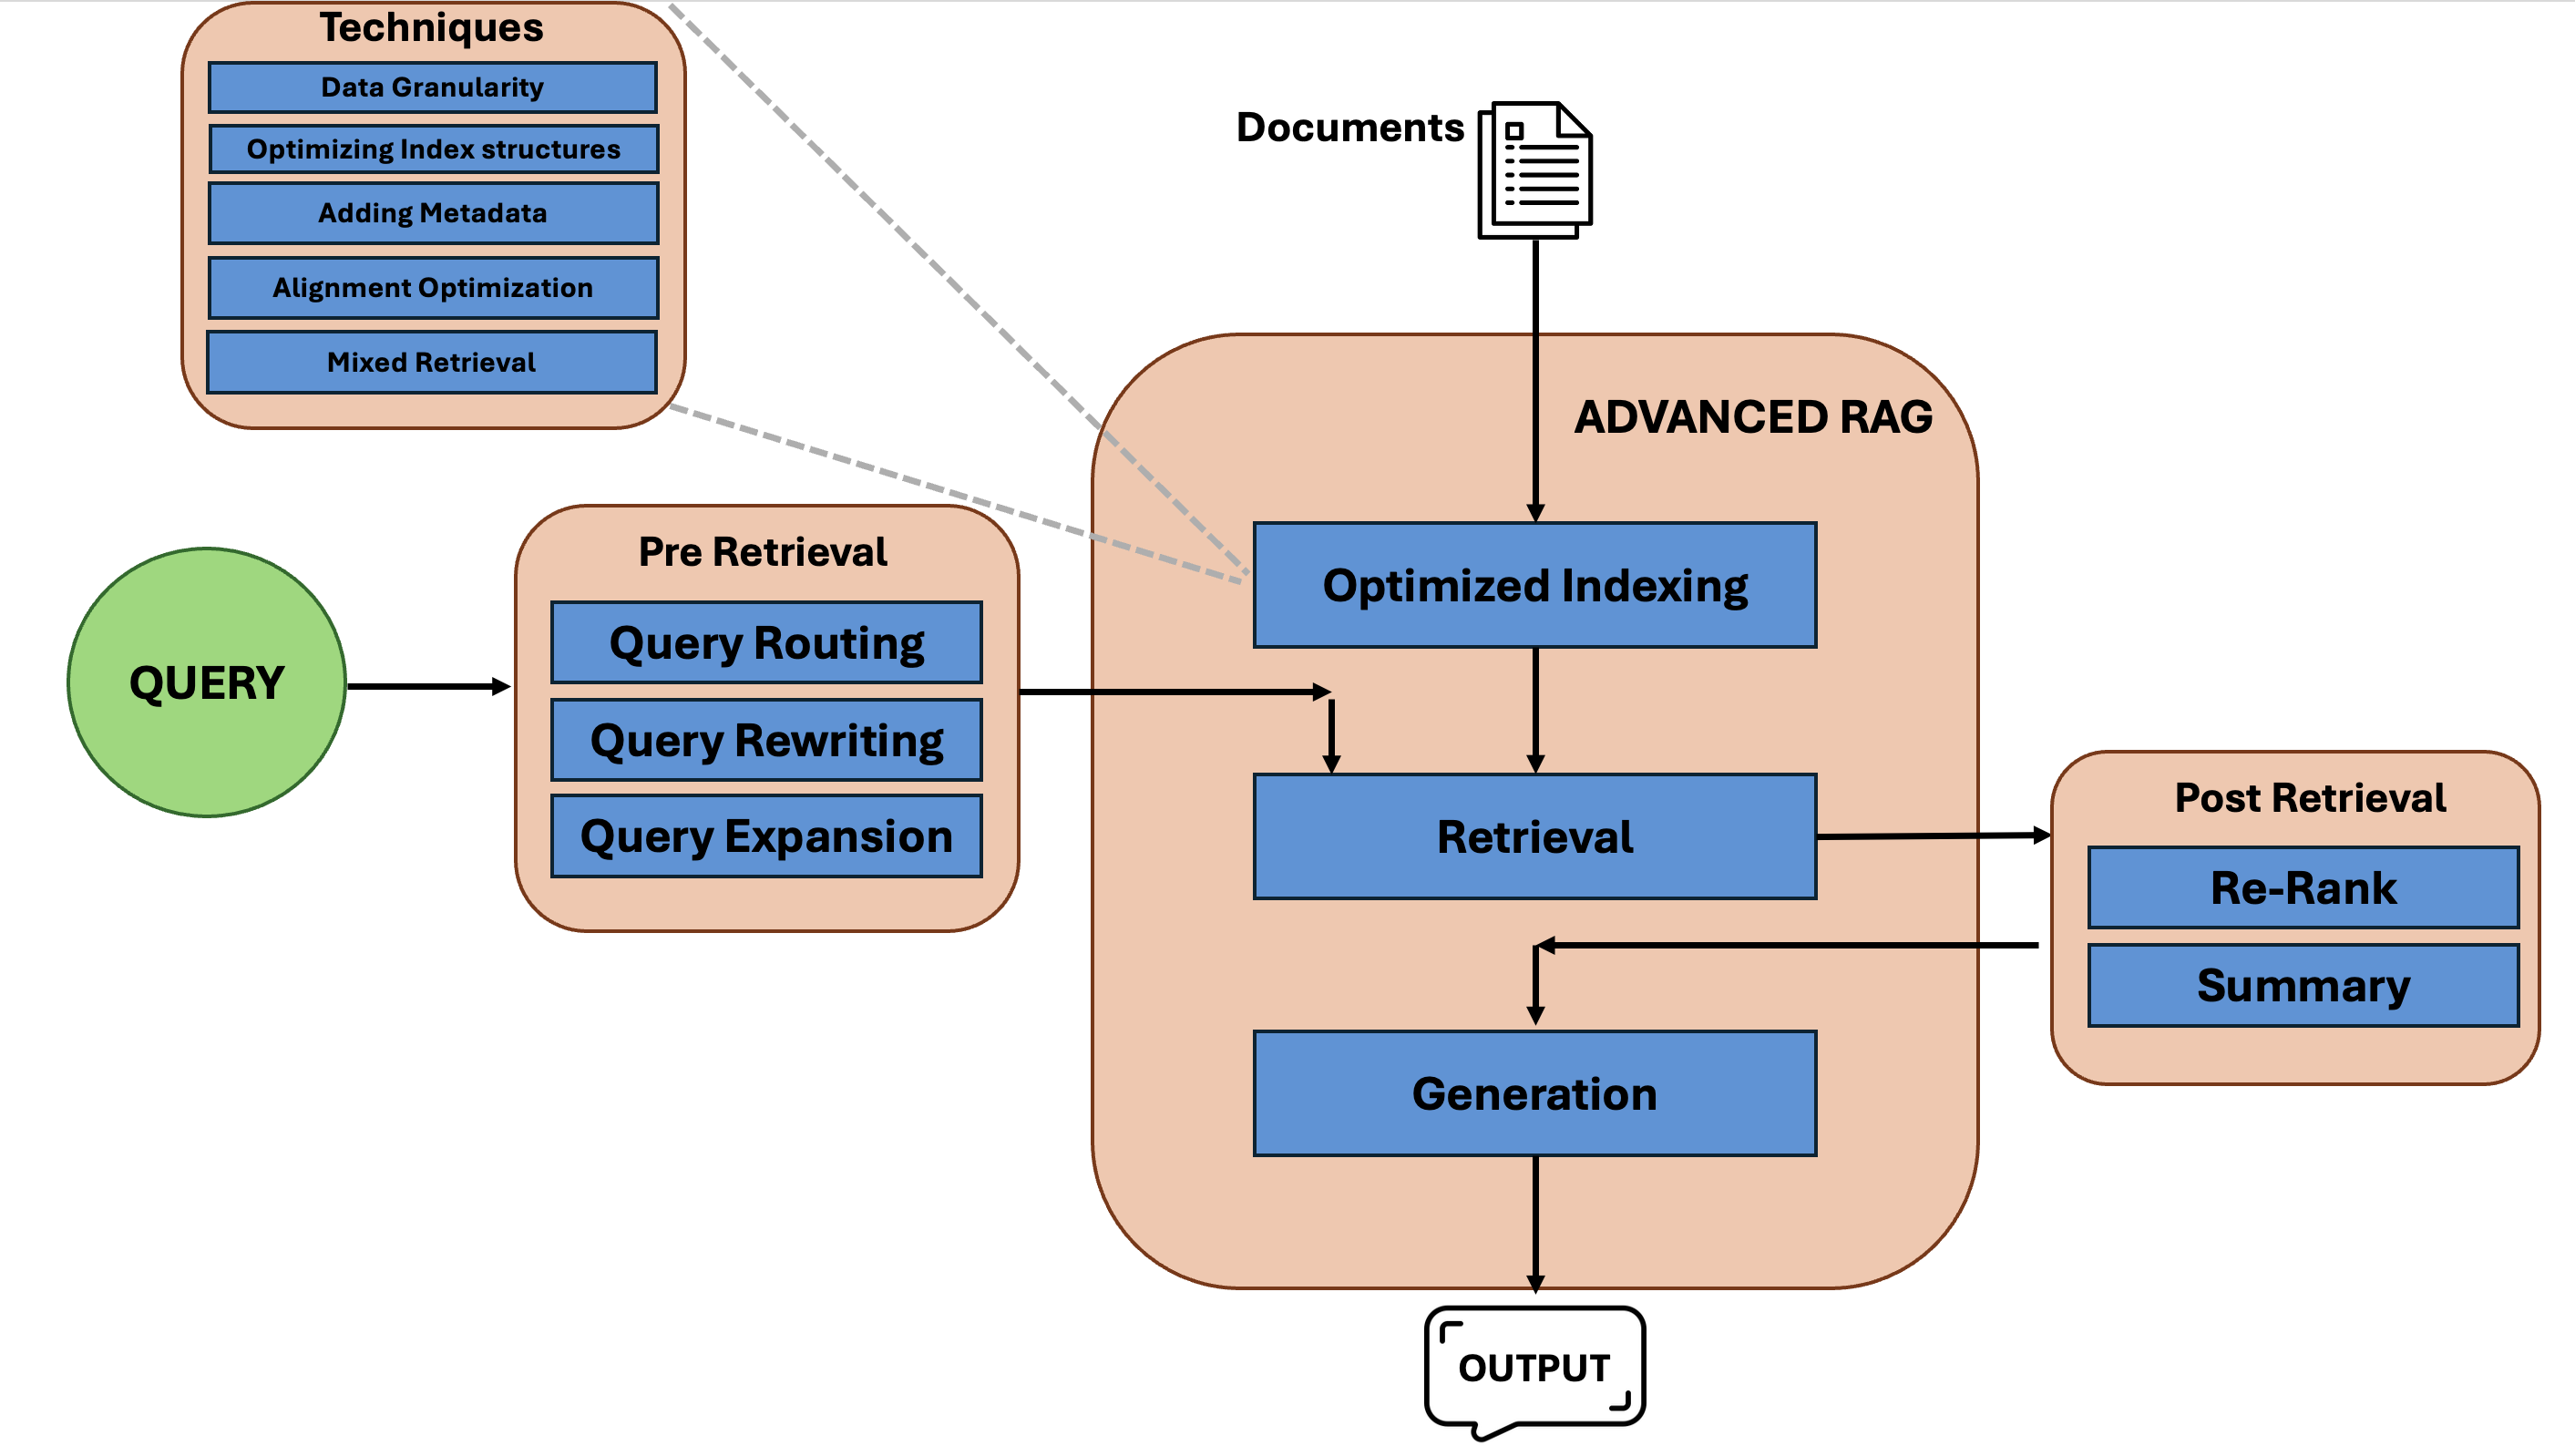 Techniques
Data Granularity
Optimizing Index structures
Adding Metadata
Alignment Optimization
Mixed Retrieval
Documents
ADVANCED RAG
QUERY
Pre Retrieval
Query Routing
Query Rewriting
Query Expansion
Optimized Indexing
Retrieval
Post Retrieval
Re-Rank
Summary
Generation
OUTPUT